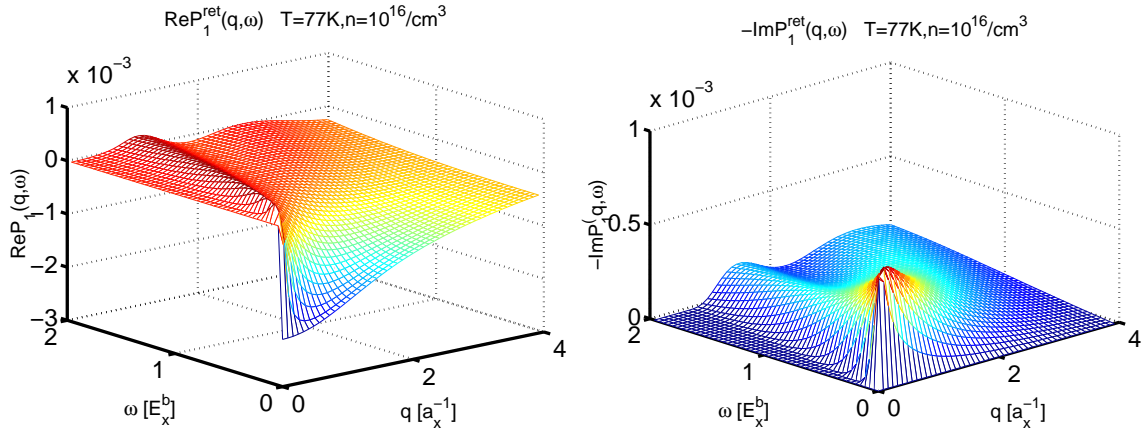 ReP₁ʳᵉᵗ(q,ω) T=77K,n=10¹⁶/cm³
x 10⁻³
1
0
−1
−2
−3
ReP₁(q,ω)
2
1
0
ω [Eₓᵇ]
0
2
4
q [aₓ⁻¹]
−ImP₁ʳᵉᵗ(q,ω) T=77K,n=10¹⁶/cm³
x 10⁻³
1
0.5
0
−ImP₁(q,ω)
2
1
0
ω [Eₓᵇ]
0
2
4
q [aₓ⁻¹]